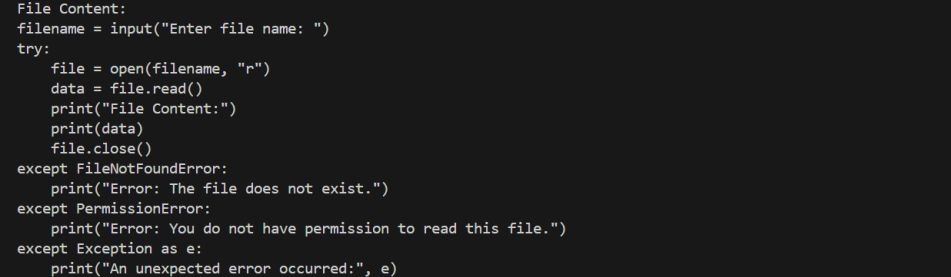 File Content:
filename = input("Enter file name: ")
try:
    file = open(filename, "r")
    data = file.read()
    print("File Content:")
    print(data)
    file.close()
except FileNotFoundError:
    print("Error: The file does not exist.")
except PermissionError:
    print("Error: You do not have permission to read this file.")
except Exception as e:
    print("An unexpected error occurred:", e)